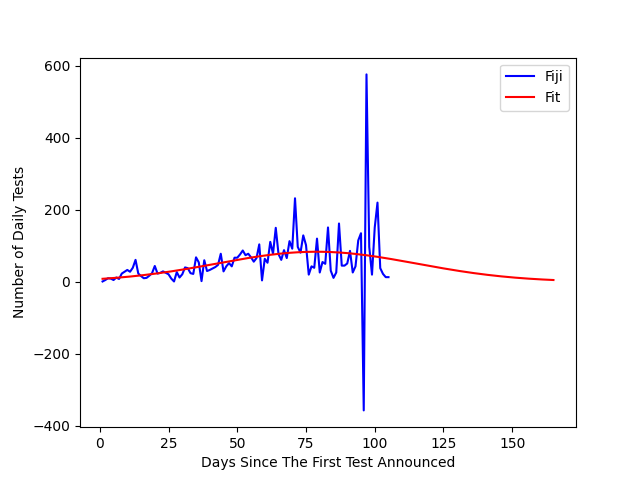 Fiji
Fit
600
400
200
0
−200
−400
Number of Daily Tests
0 25 50 75 100 125 150
Days Since The First Test Announced